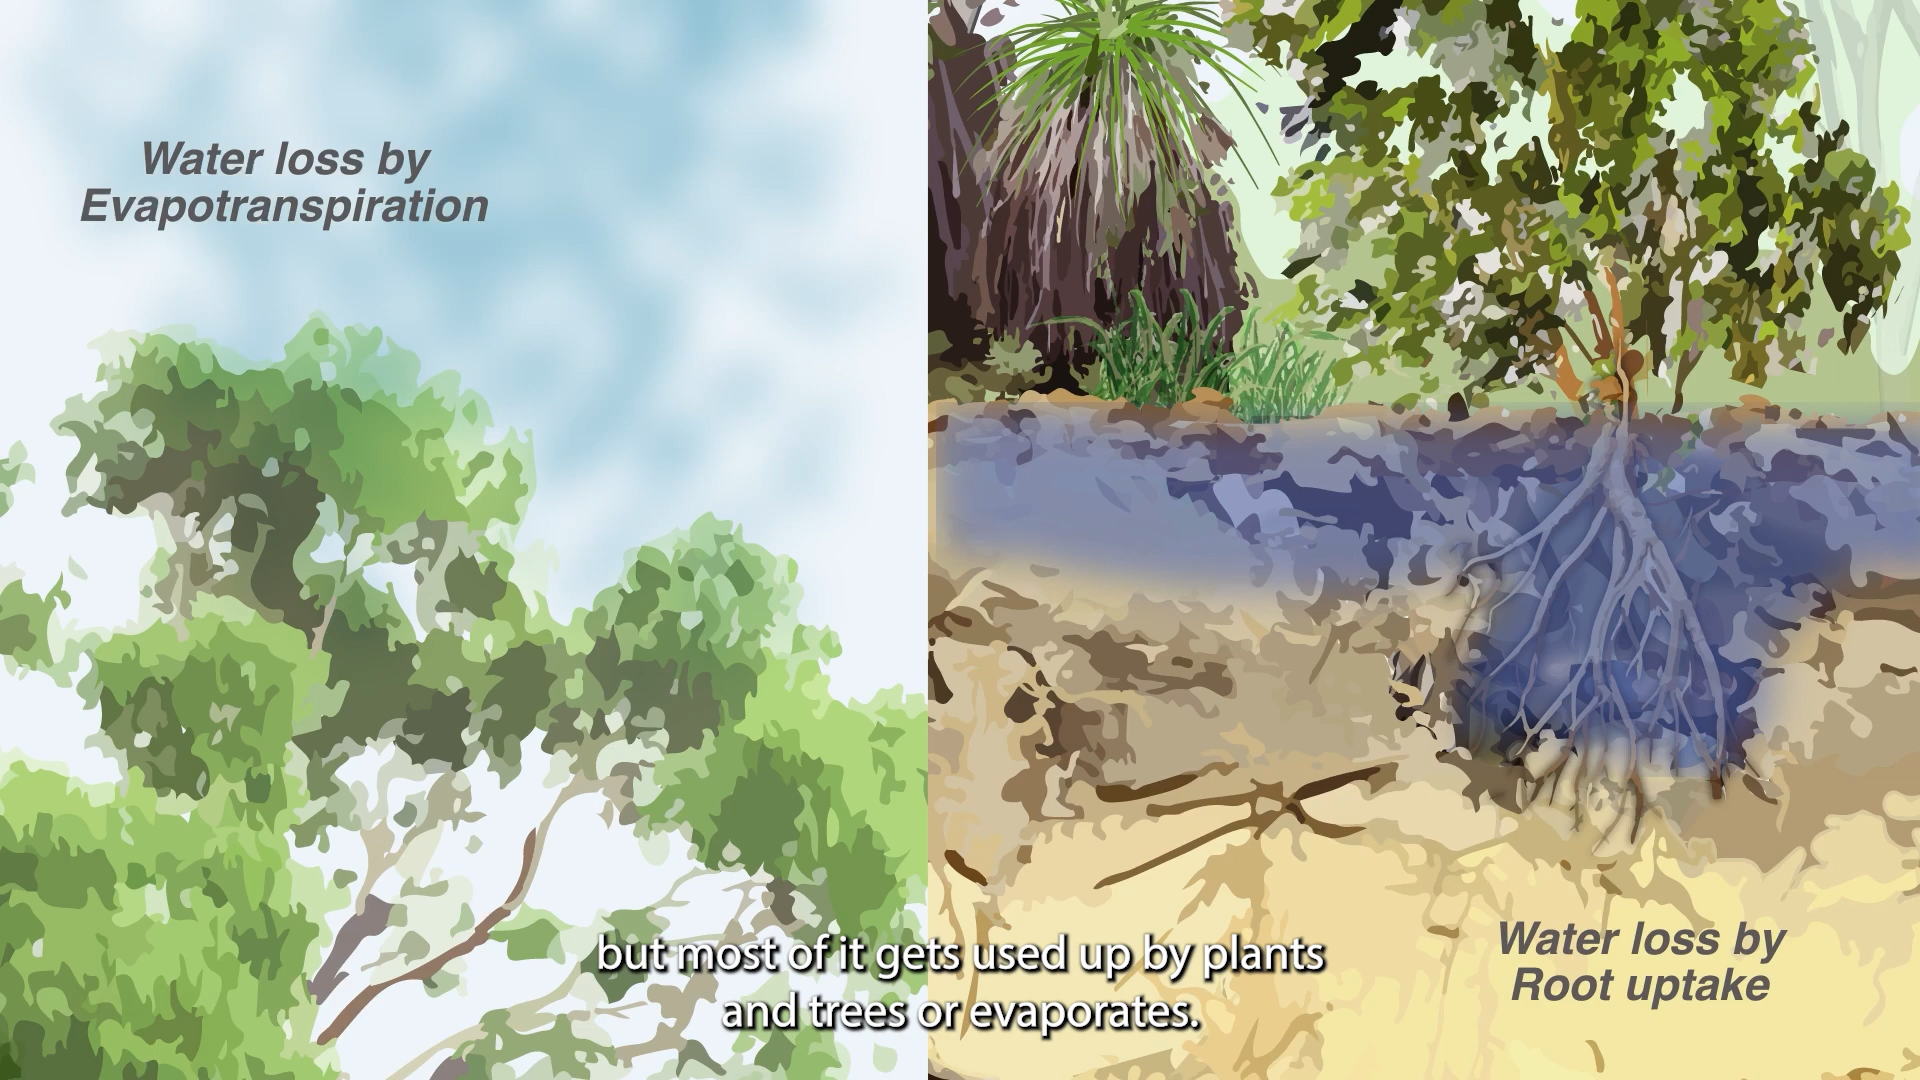 Water loss by
Evapotranspiration
Water loss by
Root uptake
but most of it gets used up by plants
and trees or evaporates.